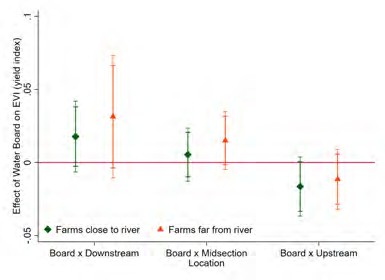 Effect of Water Board on EVI (yield index)
.1
.05
0
-.05
Farms close to river
Farms far from river
Board x Downstream
Board x Midsection
Board x Upstream
Location